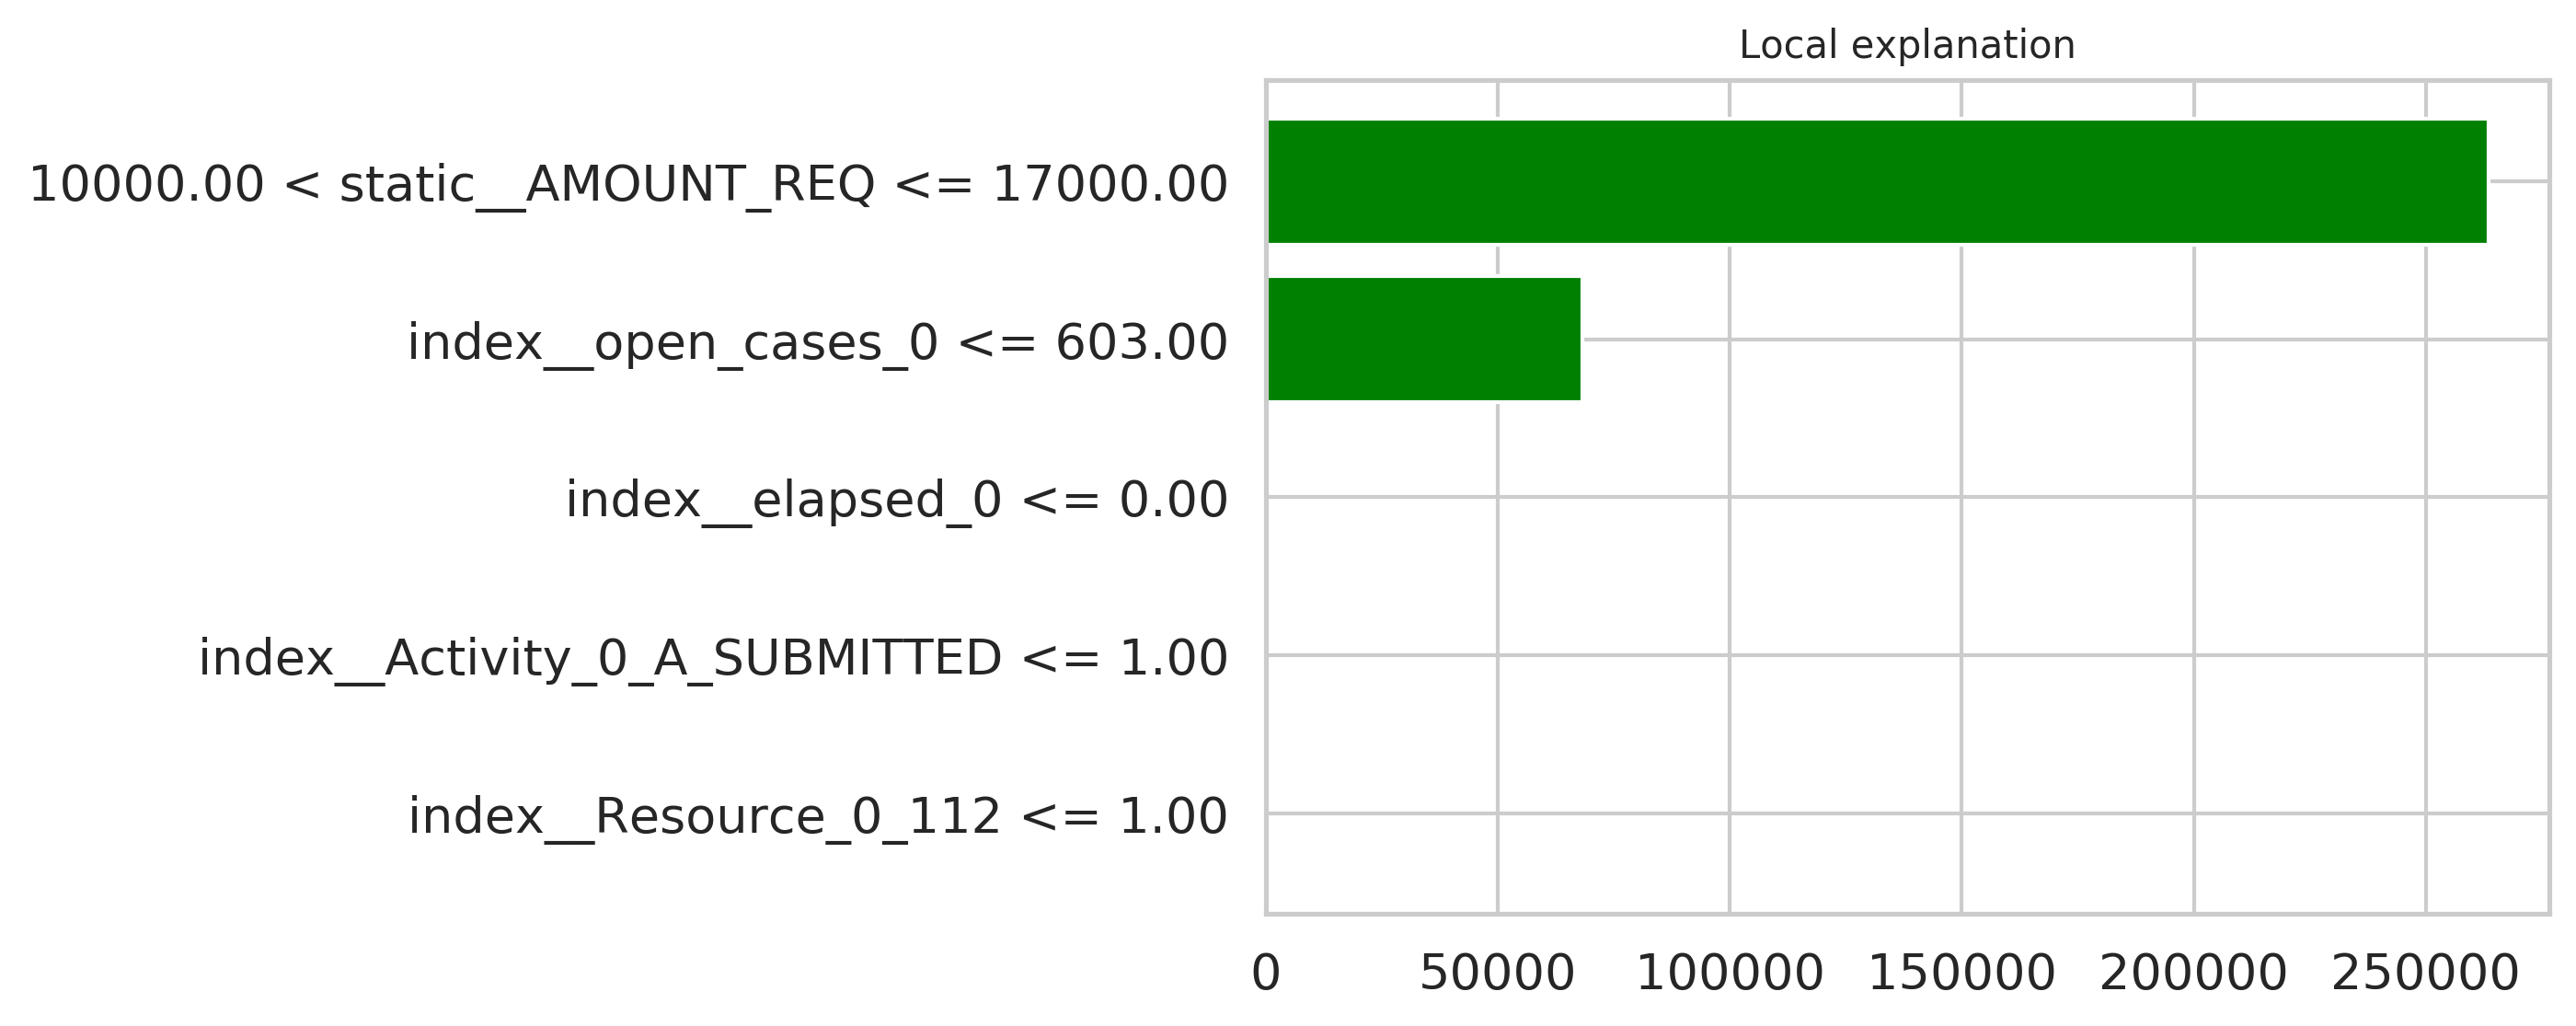 Local explanation
10000.00 < static__AMOUNT_REQ <= 17000.00
index__open_cases_0 <= 603.00
index__elapsed_0 <= 0.00
index__Activity_0_A_SUBMITTED <= 1.00
index__Resource_0_112 <= 1.00
0 50000 100000 150000 200000 250000